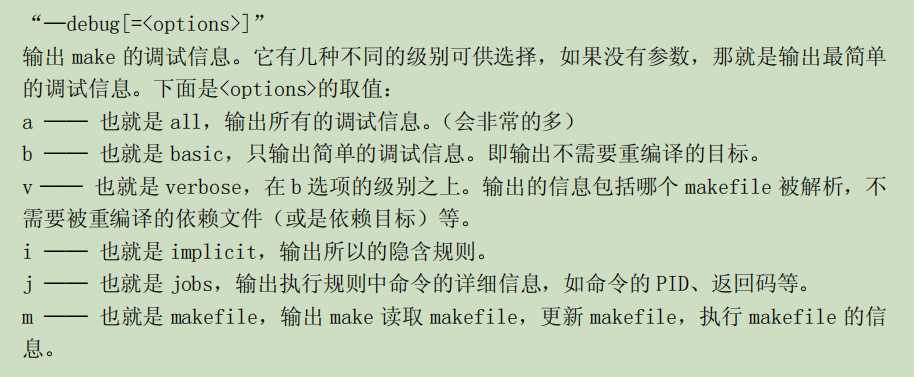 “—debug[=<options>]”
输出 make 的调试信息。它有几种不同的级别可供选择，如果没有参数，那就是输出最简单
的调试信息。下面是<options>的取值：
a —— 也就是 all，输出所有的调试信息。（会非常的多）
b —— 也就是 basic，只输出简单的调试信息。即输出不需要重编译的目标。
v —— 也就是 verbose，在 b 选项的级别之上。输出的信息包括哪个 makefile 被解析，不
需要被重编译的依赖文件（或是依赖目标）等。
i —— 也就是 implicit，输出所以的隐含规则。
j —— 也就是 jobs，输出执行规则中命令的详细信息，如命令的 PID、返回码等。
m —— 也就是 makefile，输出 make 读取 makefile，更新 makefile，执行 makefile 的信
息。